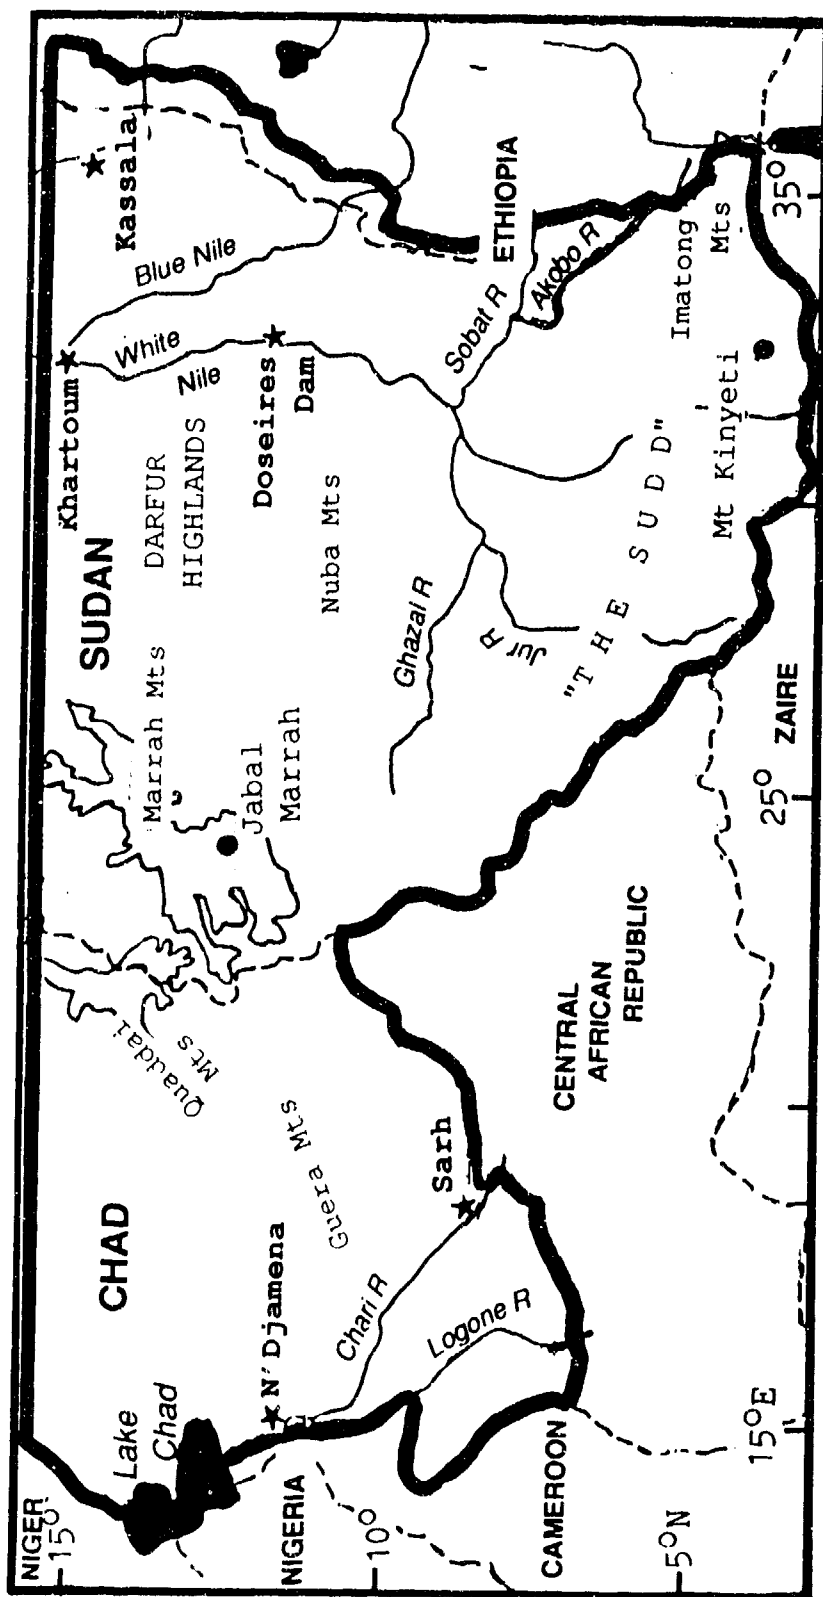 NIGER
15°
Lake
Chad
CHAD
Quaddai
Mts
SUDAN
Marrah Mts
Jabal
Marrah
DARFUR
HIGHLANDS
Khartoum
White
Nile
Blue Nile
Kassala
Doseires
Dam
Nuba Mts
N'Djamena
Guera Mts
NIGERIA
10°
Chari R
Logone R
Sarh
Ghazal R
Jur R
"THE SUDD"
Sobat R
Akobo R
ETHIOPIA
Imatong
Mts
Mt Kinyeti
CENTRAL
AFRICAN
REPUBLIC
CAMEROON
5°N
15°E
25°
ZAIRE
35°